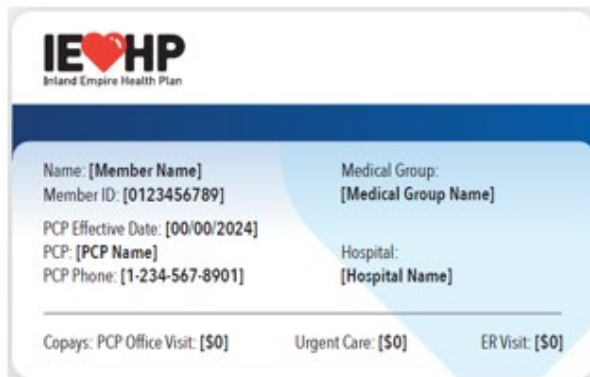 IEHP
Inland Empire Health Plan
Name: [Member Name]
Member ID: [0123456789]
PCP Effective Date: [00/00/2024]
PCP: [PCP Name]
PCP Phone: [1-234-567-8901]
Medical Group:
[Medical Group Name]
Hospital:
[Hospital Name]
Copays: PCP Office Visit: [$0] Urgent Care: [$0] ER Visit: [$0]